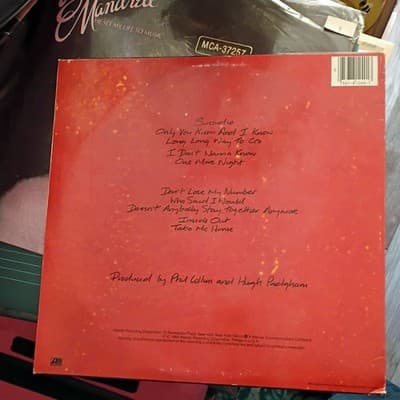 Mandrell
MCA-37257
Sussudio
Only You Know And I Know
Long Long Way To Go
I Don't Wanna Know
One More Night
Don't Lose My Number
Who Said I Would
Doesn't Anybody Stay Together Anymore
Inside Out
Take Me Home
Produced by Phil Collins and Hugh Padgham